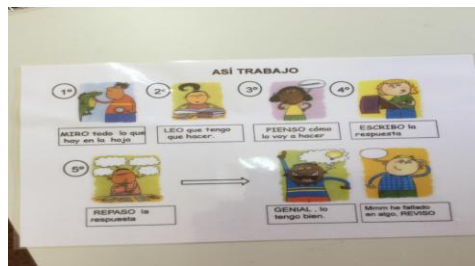 ASÍ TRABAJO
1º
2º
3º
4º
MIRO todo lo que
hay en la hoja
LEO que tengo
que hacer.
PIENSO cómo
lo voy a hacer
ESCRIBO la
respuesta
5º
REPASO la
respuesta
GENIAL , lo
tengo bien.
Mmm he fallado
en algo, REVISO